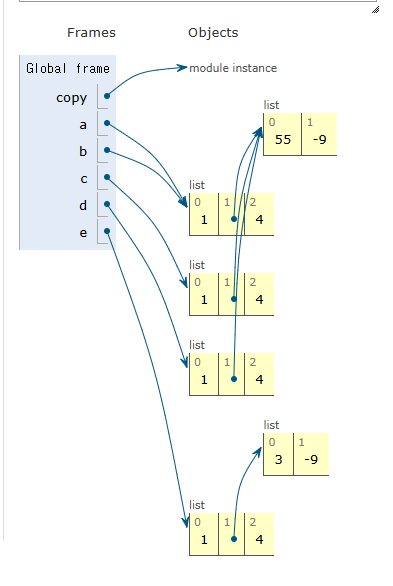 Frames Objects
Global frame
copy module instance
list
0 1
55 -9
a
b
list
0 1 2
1 4
c
d
e
list
0 1 2
1 4
list
0 1 2
1 4
list
0 1
3 -9
list
0 1 2
1 4